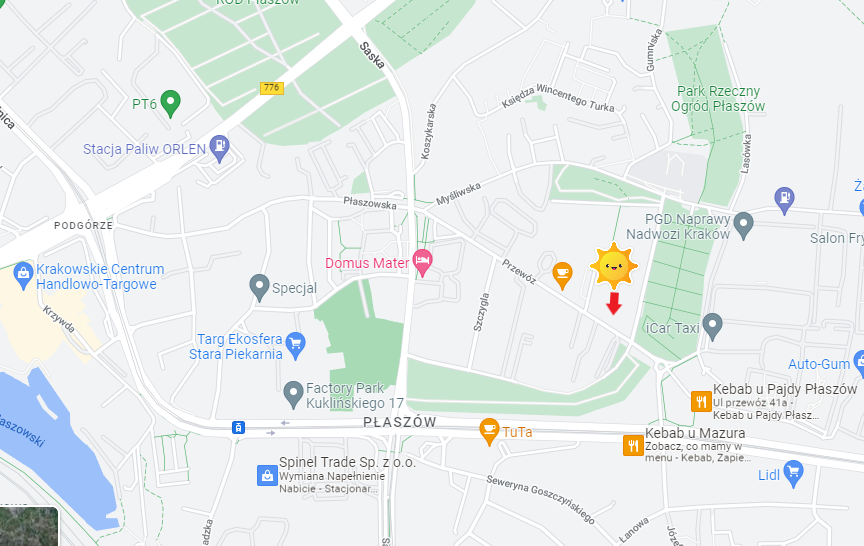 ROD Płaszów
Saska
776
Gumniska
Park Rzeczny
Ogród Płaszów
PT6
Księdza Wincentego Turka
Koszykarska
Stacja Paliw ORLEN
Lasówka
Myśliwska
Płaszowska
PODGÓRZE
PGD Naprawy
Nadwozi Kraków
Salon Fry
Domus Mater
Przewóz
Krakowskie Centrum
Handlowo-Targowe
Specjal
Krzywda
Szczygla
iCar Taxi
Targ Ekosfera
Stara Piekarnia
Auto-Gum
Factory Park
Kuklińskiego 17
Kebab u Pajdy Płaszów
Ul przewóz 41a -
Kebab u Pajdy Płasz...
PŁASZÓW
TuTa
Kebab u Mazura
Zobacz, co mamy w
menu - Kebab, Zapie...
Spinel Trade Sp. z o.o.
Wymiana Napełnienie
Nabicie - Stacjonar...
Lidl
Seweryna Goszczyńskiego
Lanowa